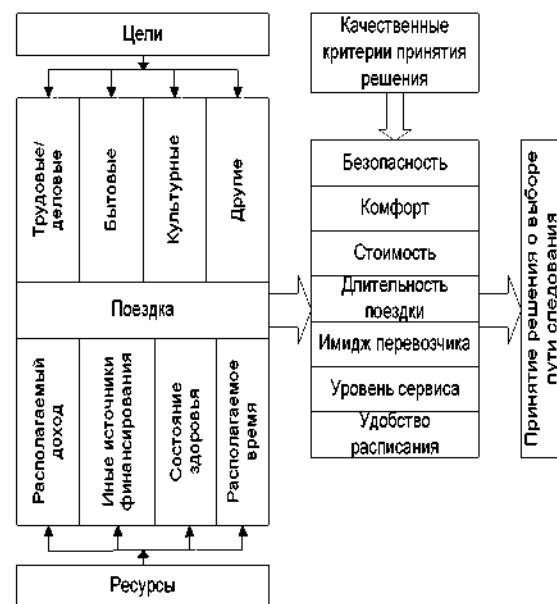 Цели
Трудовые/
деловые
Бытовые
Культурные
Другие
Поездка
Располагаемый
доход
Иные источники
финансирования
Состояние
здоровья
Располагаемое
время
Ресурсы
Качественные
критерии принятия
решения
Безопасность
Комфорт
Стоимость
Длительность
поездки
Имидж перевозчика
Уровень сервиса
Удобство
расписания
Принятие решения о выборе
пути следования